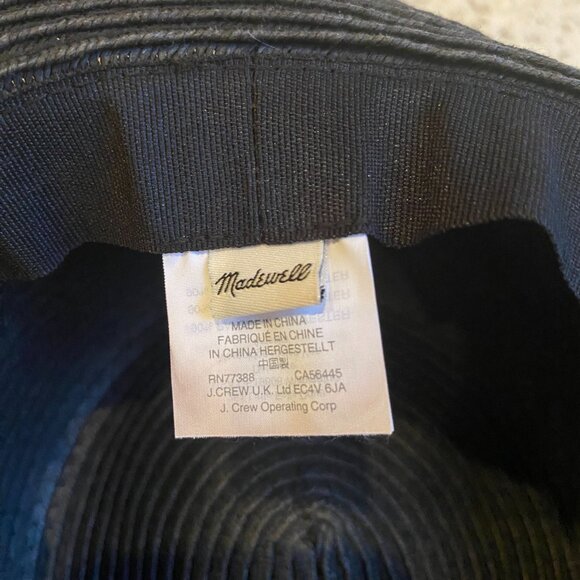 Madewell
MADE IN CHINA
FABRIQUÉ EN CHINE
IN CHINA HERGESTELLT
中国製
RN77388 CA56445
J.CREW U.K. Ltd EC4V 6JA
J. Crew Operating Corp